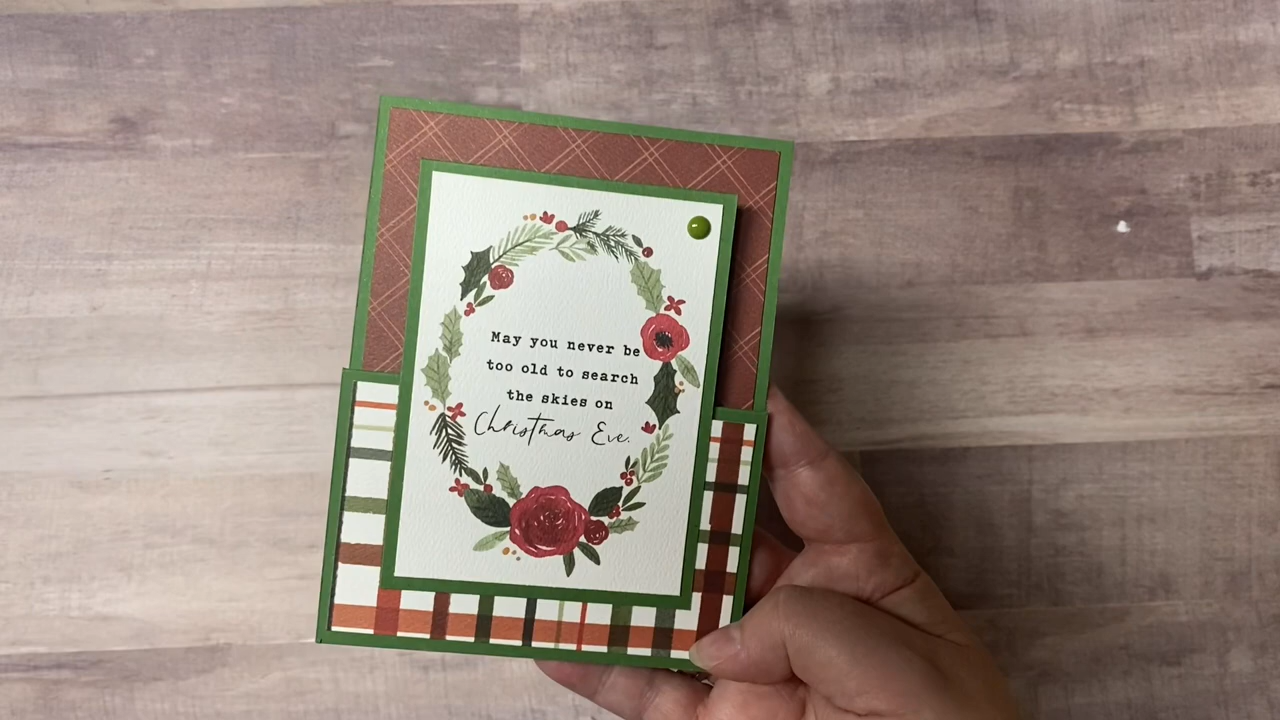 May you never be
too old to search
the skies on
Christmas Eve.